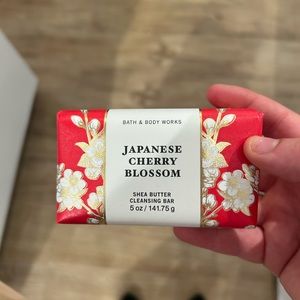 BATH & BODY WORKS
JAPANESE
CHERRY
BLOSSOM
SHEA BUTTER
CLEANSING BAR
5 oz / 141.75 g